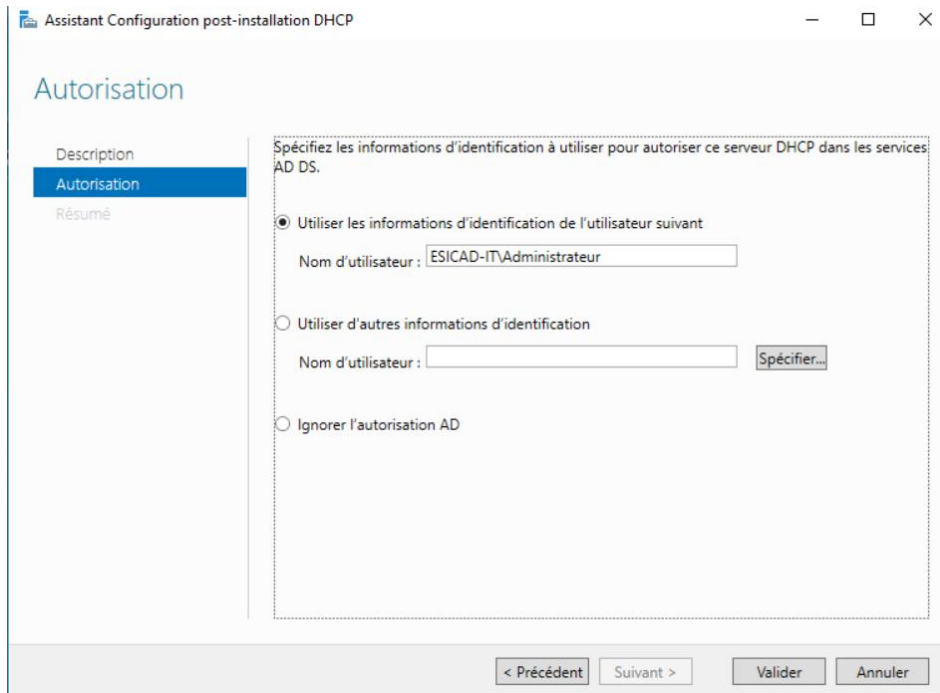 Assistant Configuration post-installation DHCP
Autorisation
Description
Autorisation
Résumé
Spécifiez les informations d'identification à utiliser pour autoriser ce serveur DHCP dans les services
AD DS.
Utiliser les informations d'identification de l'utilisateur suivant
Nom d'utilisateur : ESICAD-IT\Administrateur
Utiliser d'autres informations d'identification
Nom d'utilisateur : Spécifier...
Ignorer l'autorisation AD
< Précédent Suivant > Valider Annuler